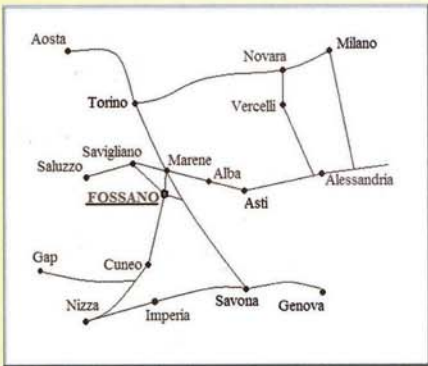 Aosta
Milano
Novara
Torino
Vercelli
Savigliano
Marene
Saluzzo
Alba
Alessandria
FOSSANO
Asti
Gap
Cuneo
Nizza
Imperia
Savona
Genova